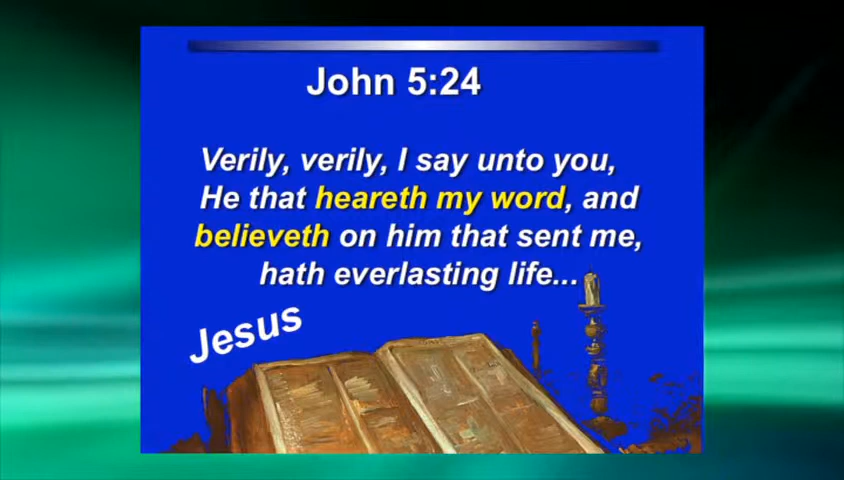 John 5:24
Verily, verily, I say unto you,
He that heareth my word, and
believeth on him that sent me,
hath everlasting life...
Jesus